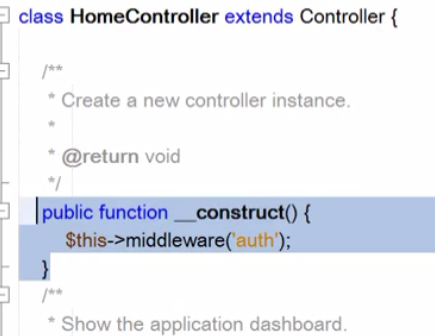 class HomeController extends Controller {
/**
* Create a new controller instance.
*
* @return void
*/
public function __construct() {
$this->middleware('auth');
}
/**
* Show the application dashboard.